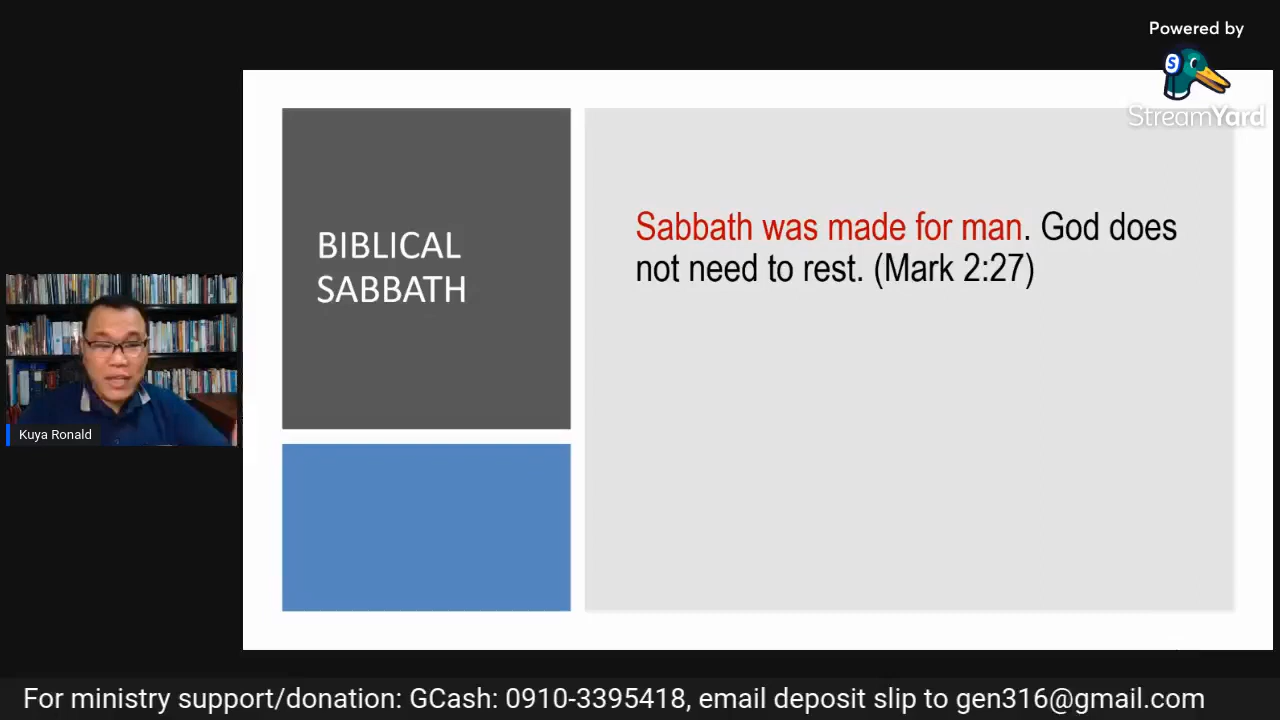 Powered by
StreamYard
BIBLICAL
SABBATH
Sabbath was made for man. God does
not need to rest. (Mark 2:27)
Kuya Ronald
For ministry support/donation: GCash: 0910-3395418, email deposit slip to gen316@gmail.com